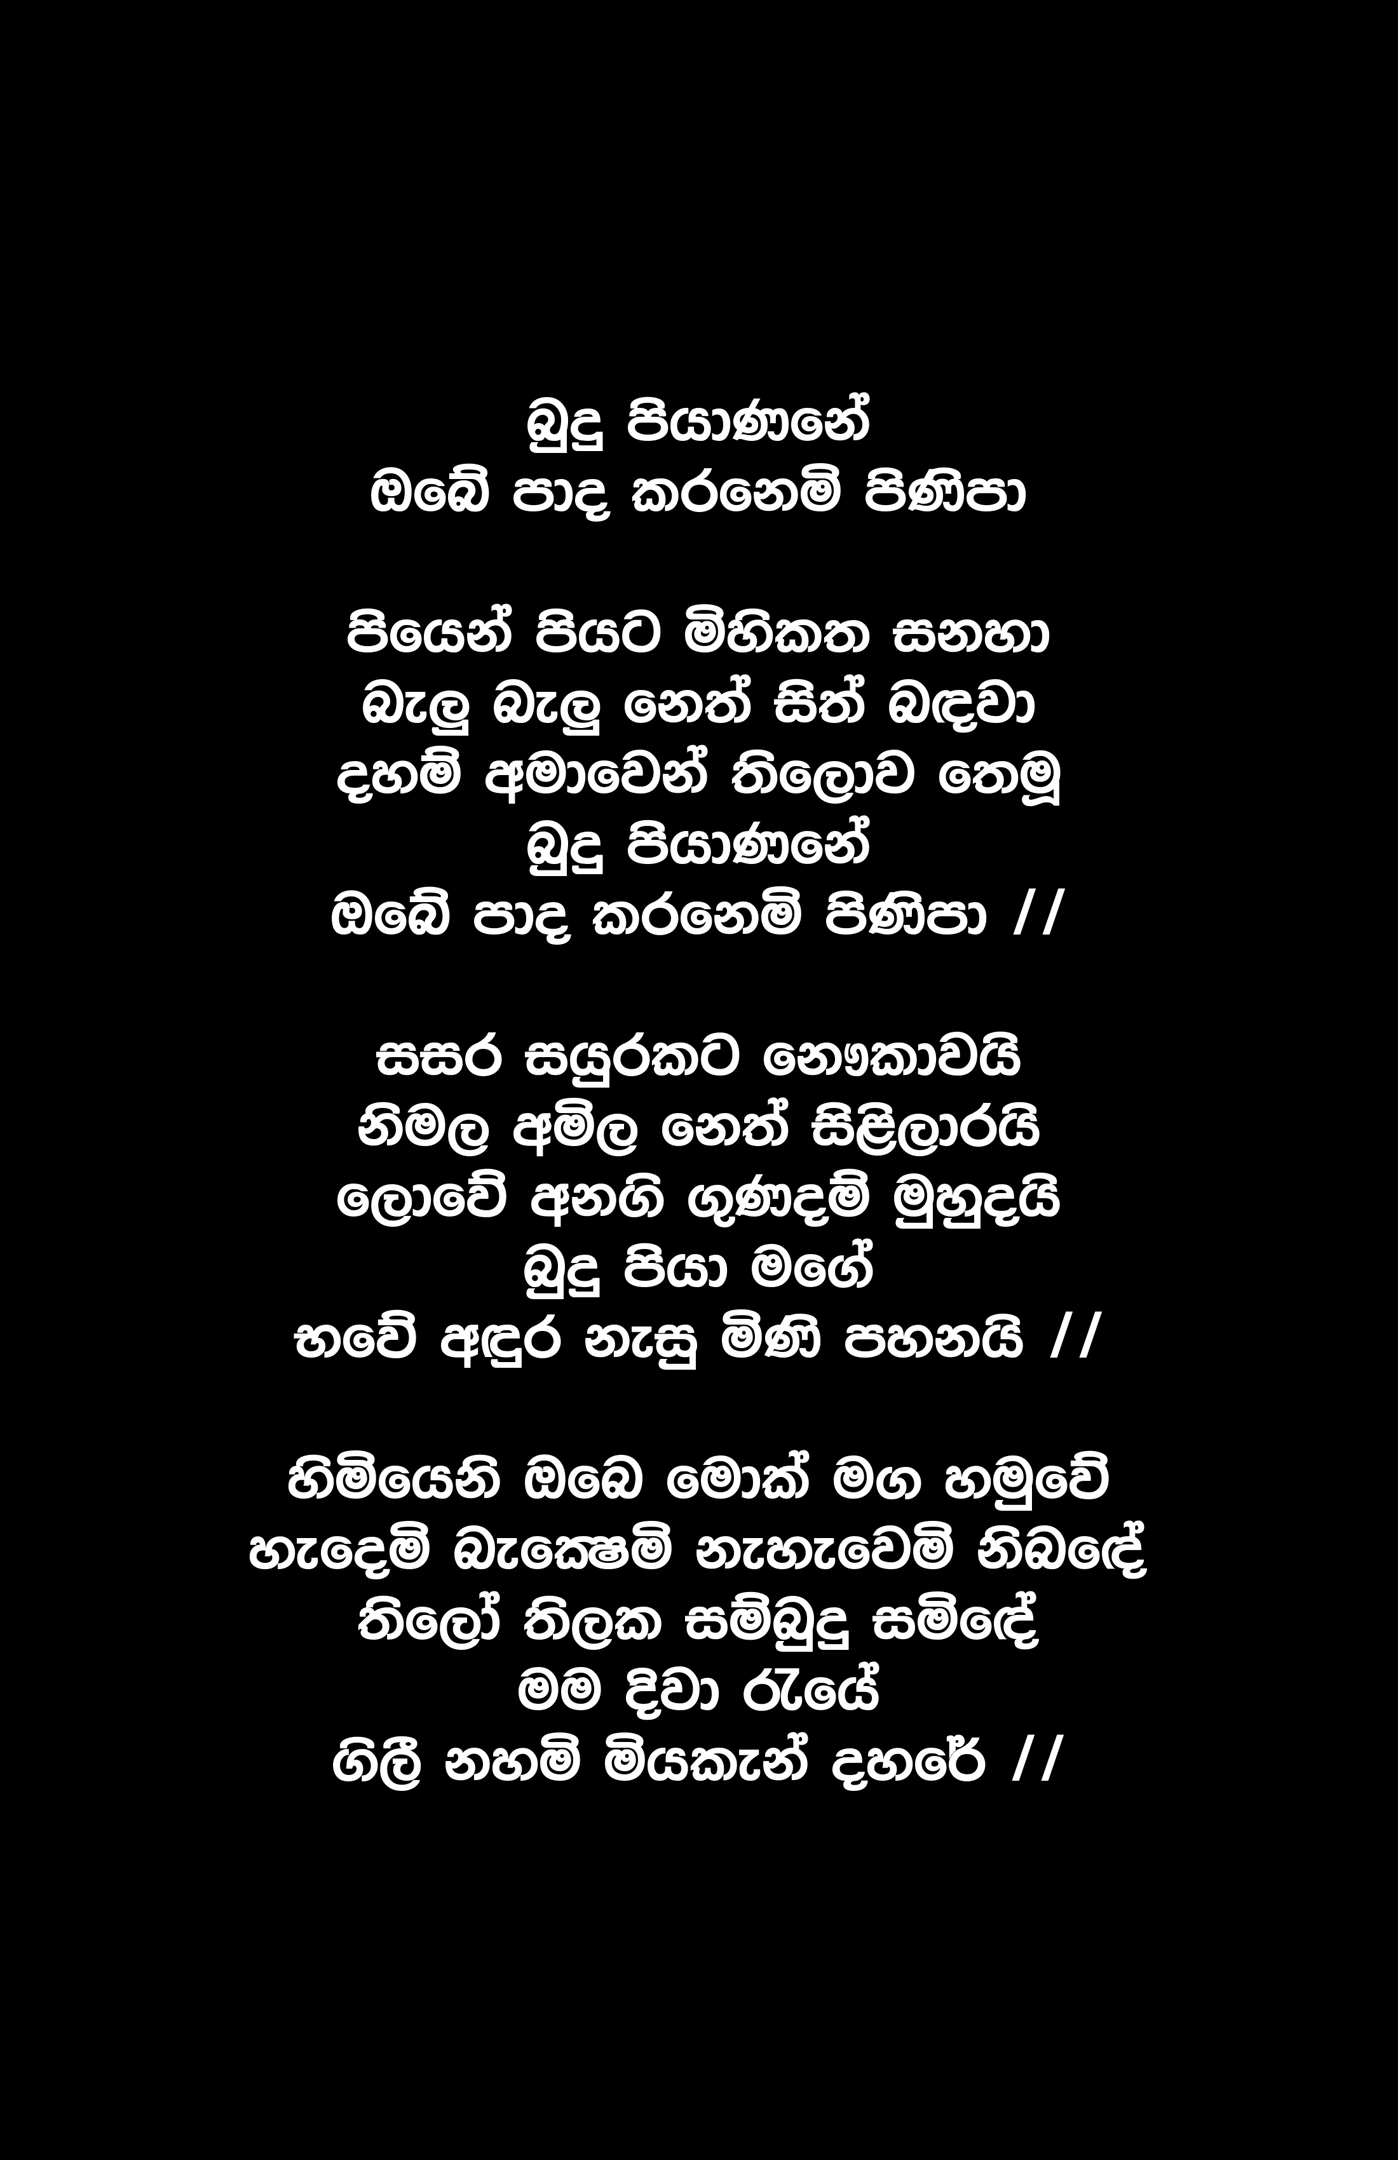 බුදු පියාණනේ
ඔබේ පාද කරනෙමි පිණිපා
පියෙන් පියට මිහිකත සනහා
බැලු බැලු නෙත් සිත් බඳවා
දහම් අමාවෙන් තිලොව තෙමූ
බුදු පියාණනේ
ඔබේ පාද කරනෙමි පිණිපා //
සසර සයුරකට නෞකාවයි
නිමල අමිල නෙත් සිළිලාරයි
ලොවේ අනගි ගුණදම් මුහුදයි
බුදු පියා මගේ
භවේ අඳුර නැසු මිණි පහනයි //
හිමියෙනි ඔබෙ මොක් මග හමුවේ
හැදෙමි බැක්‍ෂෙමි නැහැවෙමි නිබඳේ
තිලෝ තිලක සම්බුදු සමිඳේ
මම දිවා රැයේ
ගිලී නහමි මියකැන් දහරේ //